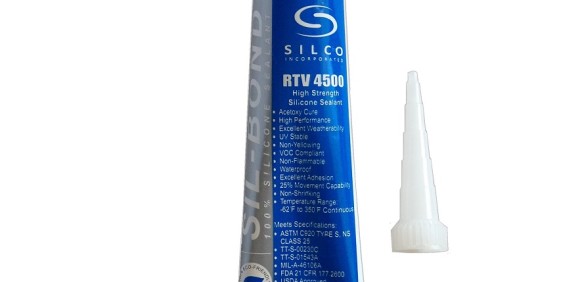 SILCO
INCORPORATED
RTV 4500
High Strength
Silicone Sealant
• Acetoxy Cure
• High Performance
• Excellent Weatherability
• UV Stable
• Non-Yellowing
• VOC Compliant
• Non-Flammable
• Waterproof
• Excellent Adhesion
• 25% Movement Capability
• Non-Shrinking
• Temperature Range:
-62 F to 350 F Continuous
Meets Specifications:
• ASTM C920 TYPE S, NS
CLASS 25
• TT-S-00230C
• TT-S-01543A
• MIL-A-46106A
• FDA 21 CFR 177.2600
• USDA Approved
SIL-BOND
100% SILICONE SEALANT